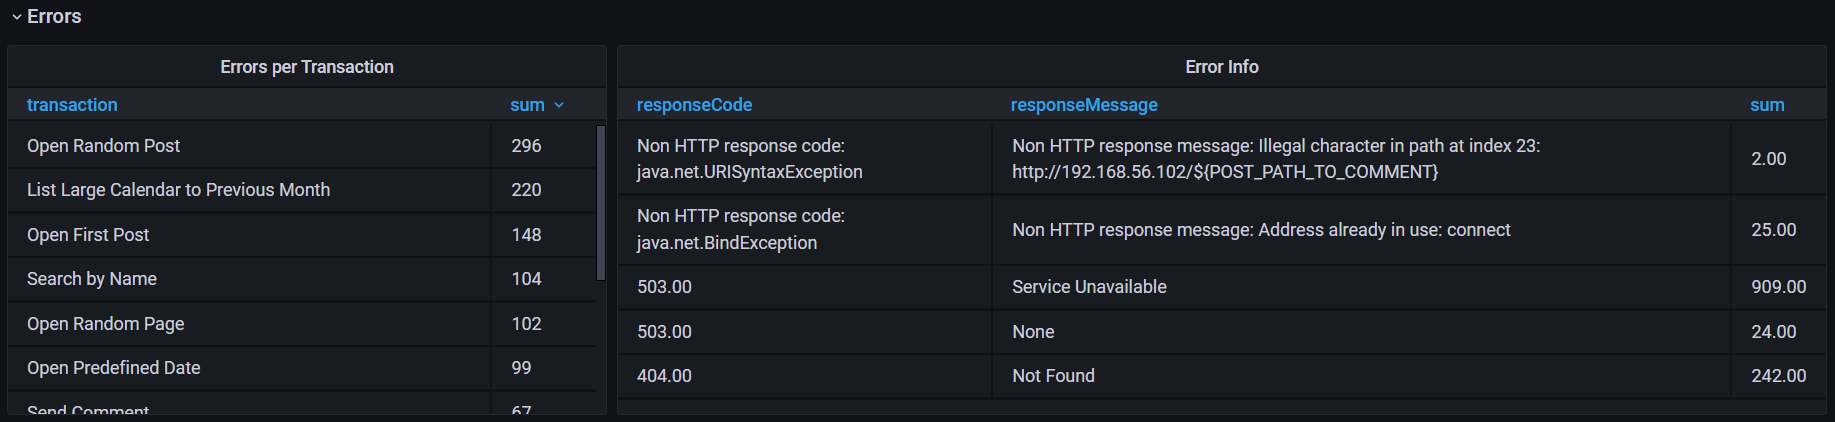 Errors
Errors per Transaction
transaction sum
Open Random Post 296
List Large Calendar to Previous Month 220
Open First Post 148
Search by Name 104
Open Random Page 102
Open Predefined Date 99
Send Comment 67
Error Info
responseCode responseMessage sum
Non HTTP response code:
java.net.URISyntaxException
Non HTTP response message: Illegal character in path at index 23:
http://192.168.56.102/${POST_PATH_TO_COMMENT}
2.00
Non HTTP response code:
java.net.BindException
Non HTTP response message: Address already in use: connect
25.00
503.00 Service Unavailable 909.00
503.00 None 24.00
404.00 Not Found 242.00